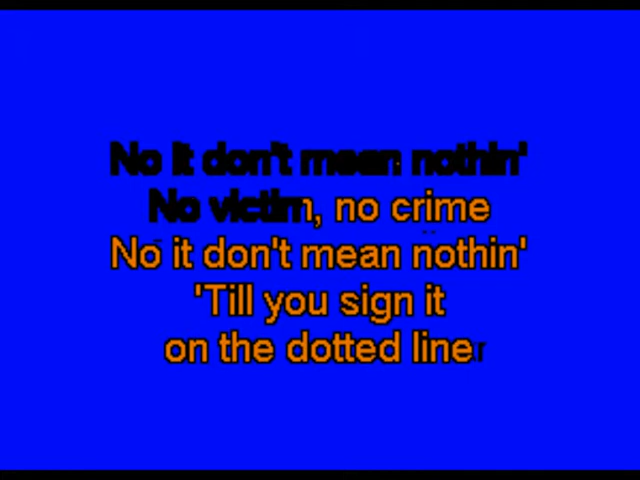 No it don't mean nothin'
No victim, no crime
No it don't mean nothin'
'Till you sign it
on the dotted line